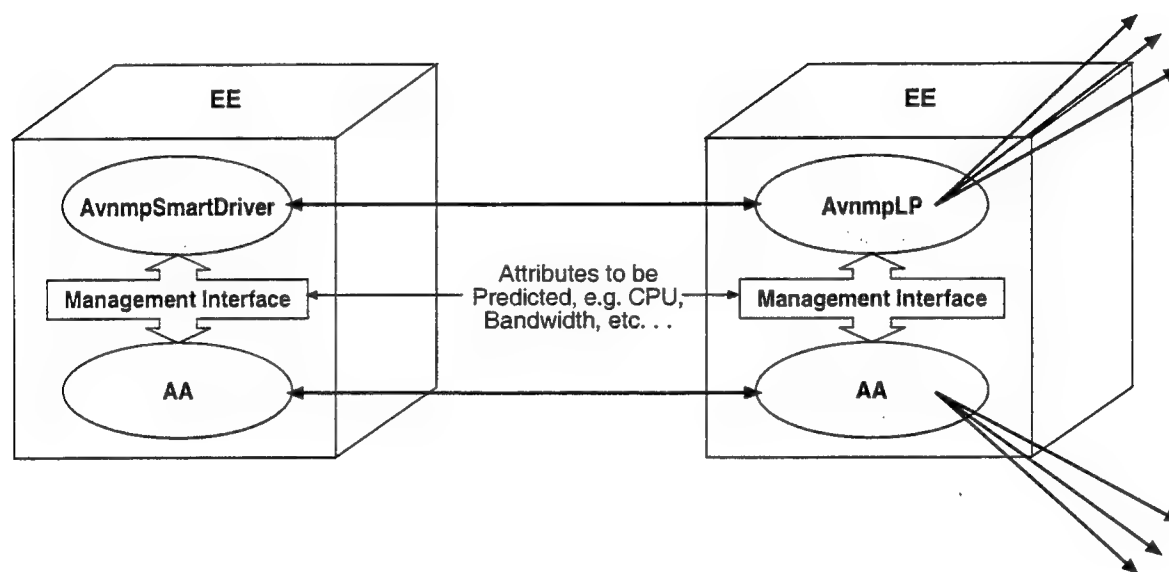 EE
EE
AvnmpSmartDriver
AvnmpLP
Attributes to be
Predicted, e.g. CPU,
Bandwidth, etc. . .
Management Interface
Management Interface
AA
AA